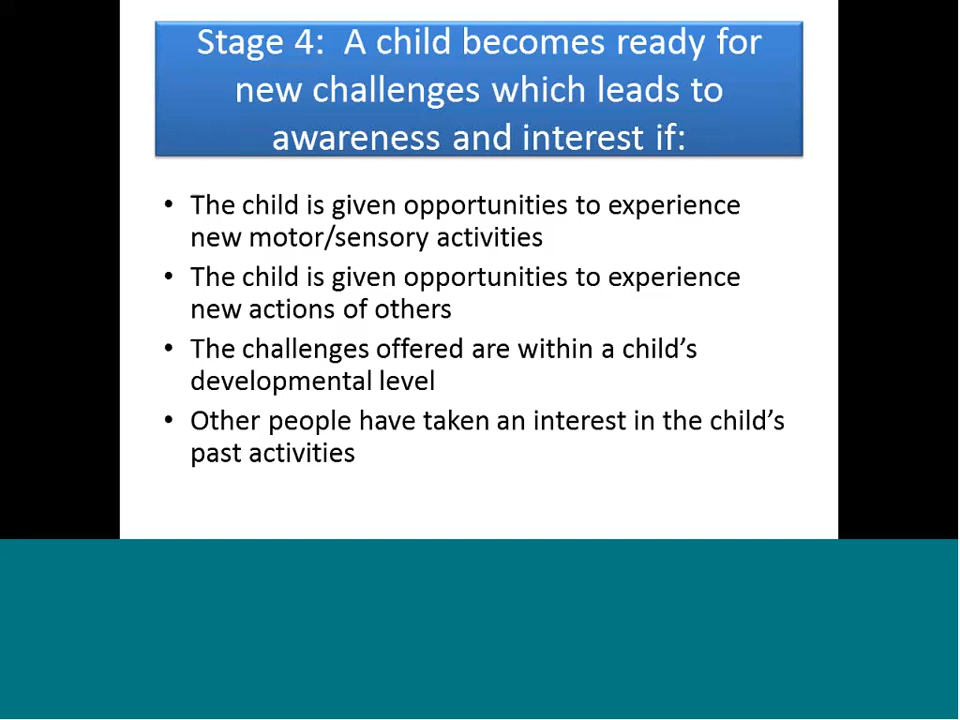 Stage 4:  A child becomes ready for
new challenges which leads to
awareness and interest if:
• The child is given opportunities to experience
new motor/sensory activities
• The child is given opportunities to experience
new actions of others
• The challenges offered are within a child’s
developmental level
• Other people have taken an interest in the child’s
past activities